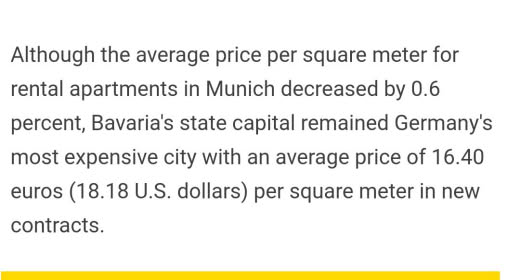 Although the average price per square meter for
rental apartments in Munich decreased by 0.6
percent, Bavaria's state capital remained Germany's
most expensive city with an average price of 16.40
euros (18.18 U.S. dollars) per square meter in new
contracts.